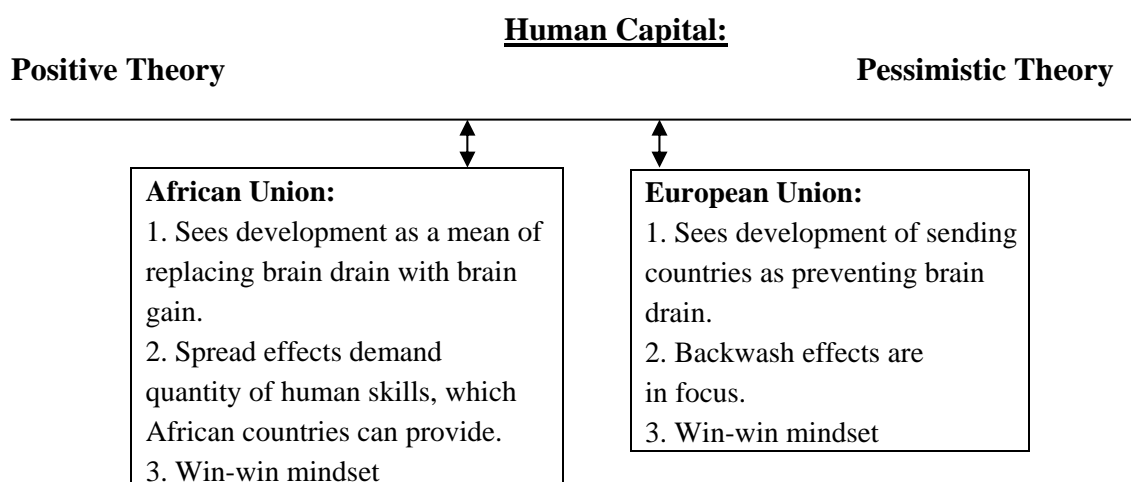 Human Capital:
Positive Theory Pessimistic Theory
African Union:
1. Sees development as a mean of
replacing brain drain with brain
gain.
2. Spread effects demand
quantity of human skills, which
African countries can provide.
3. Win-win mindset
European Union:
1. Sees development of sending
countries as preventing brain
drain.
2. Backwash effects are
in focus.
3. Win-win mindset